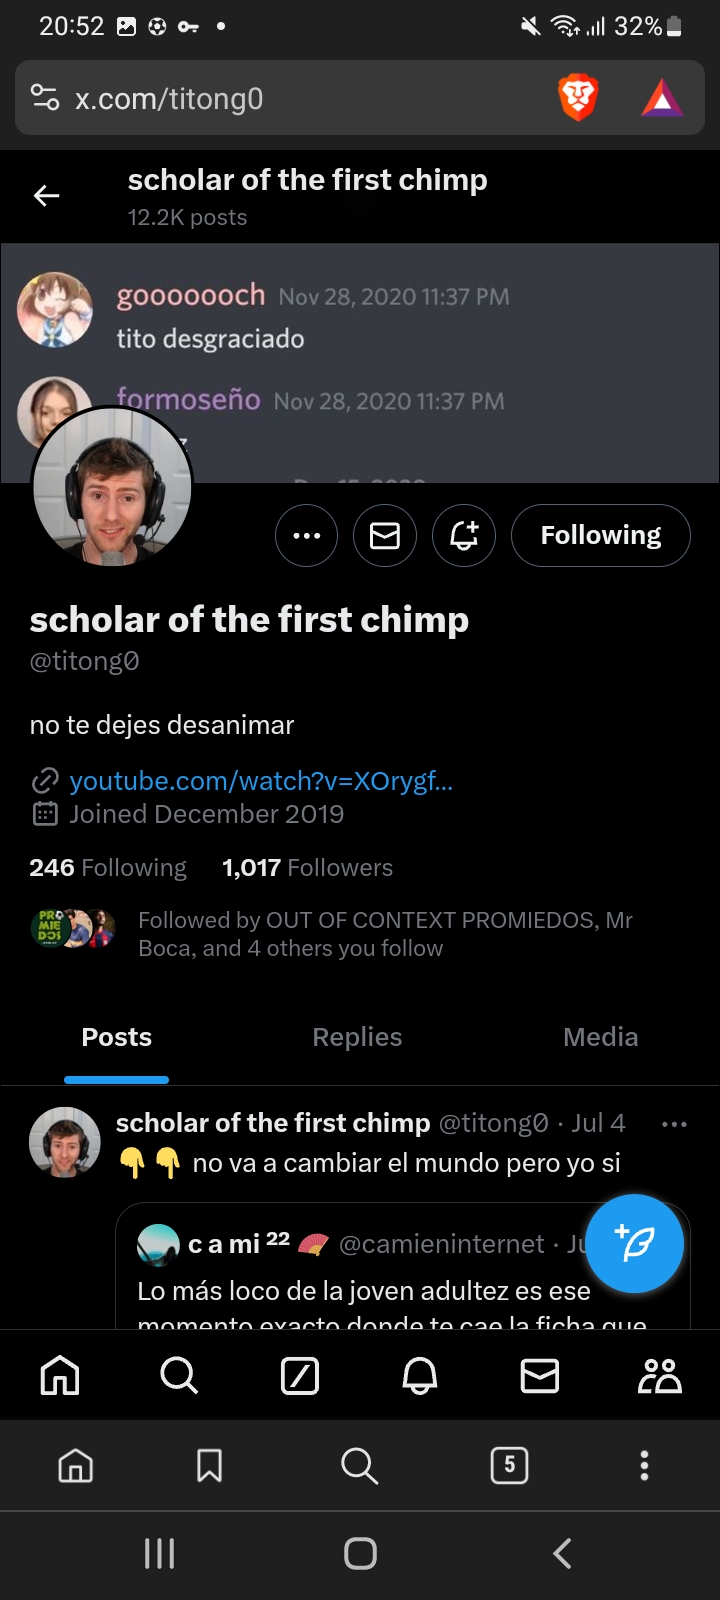 20:52
32%
x.com/titong0
scholar of the first chimp
12.2K posts
gooooooch Nov 28, 2020 11:37 PM
tito desgraciado
formoseño Nov 28, 2020 11:37 PM
z
scholar of the first chimp
Following
@titong0
no te dejes desanimar
youtube.com/watch?v=XOrygf...
Joined December 2019
246 Following 1,017 Followers
PR
MIE
DOS
Followed by OUT OF CONTEXT PROMIEDOS, Mr
Boca, and 4 others you follow
Posts Replies Media
scholar of the first chimp @titong0 · Jul 4
👇 👇 no va a cambiar el mundo pero yo si
c a mi ²² 🪭 @camieninternet · Ju
Lo más loco de la joven adultez es ese
momento exacto donde te cae la ficha que
5